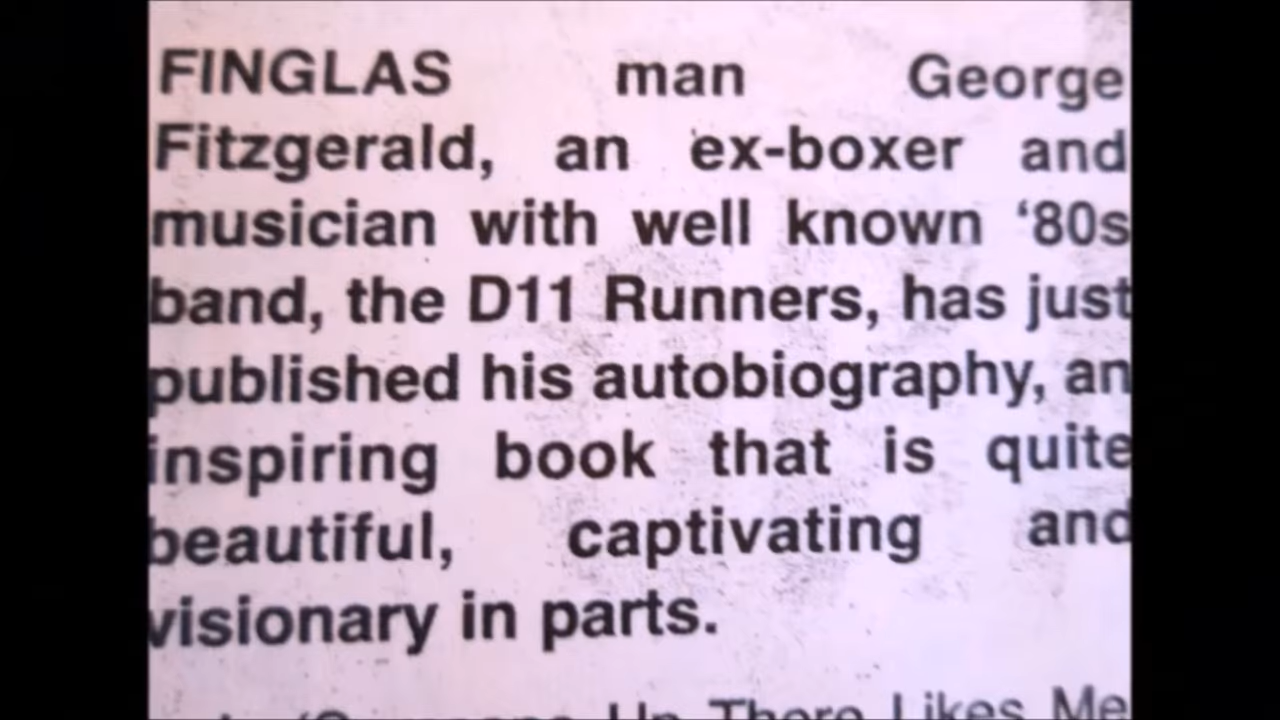 FINGLAS man George
Fitzgerald, an ex-boxer and
musician with well known ‘80s
band, the D11 Runners, has just
published his autobiography, an
inspiring book that is quite
beautiful, captivating and
visionary in parts.
Up There Likes Me